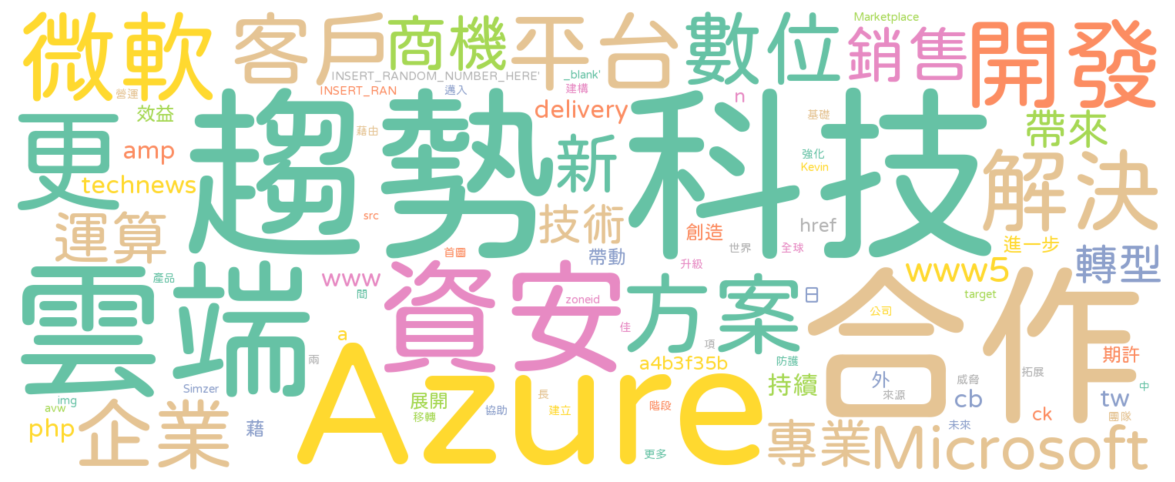 微軟
客戶
商機
平台
數位
Marketplace
銷售
開發
INSERT_RANDOM_NUMBER_HERE'
_blank'
INSERT_RAN
邁入
建構
營運
效益
delivery
n
基礎
帶來
更
趨勢
科技
amp
藉由
新
強化
Kevin
解決
technews
運算
src
技術
創造
href
首圖
帶動
世界
全球
進一步
升級
www5
轉型
雲端
產品
www
間
資安
zoneid
方案
日
target
合作
公司
a
佳
項
兩
a4b3f35b
防護
期許
Simzer
Azure
持續
外
威脅
拓展
中
img
avw
展開
移轉
協助
長
建立
階段
來源
cb
ck
tw
團隊
php
企業
藉
更多
專業
未來
Microsoft